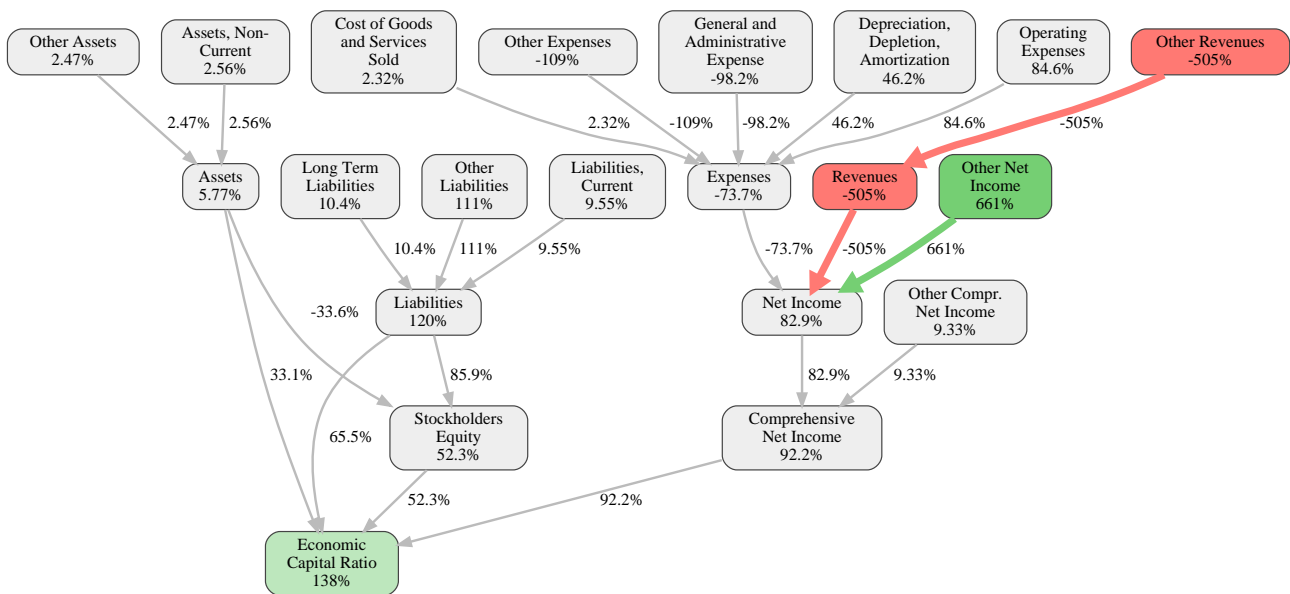 Other Assets
2.47%
Assets, Non-
Current
2.56%
Cost of Goods
and Services
Sold
2.32%
Other Expenses
-109%
General and
Administrative
Expense
-98.2%
Depreciation,
Depletion,
Amortization
46.2%
Operating
Expenses
84.6%
Other Revenues
-505%
2.47%
2.56%
2.32%
-109%
-98.2%
46.2%
84.6%
-505%
Assets
5.77%
Long Term
Liabilities
10.4%
Other
Liabilities
111%
Liabilities,
Current
9.55%
Expenses
-73.7%
Revenues
-505%
Other Net
Income
661%
10.4%
111%
9.55%
-73.7%
-505%
661%
-33.6%
Liabilities
120%
Net Income
82.9%
Other Compr.
Net Income
9.33%
33.1%
85.9%
82.9%
9.33%
65.5%
Stockholders
Equity
52.3%
Comprehensive
Net Income
92.2%
52.3%
92.2%
Economic
Capital Ratio
138%